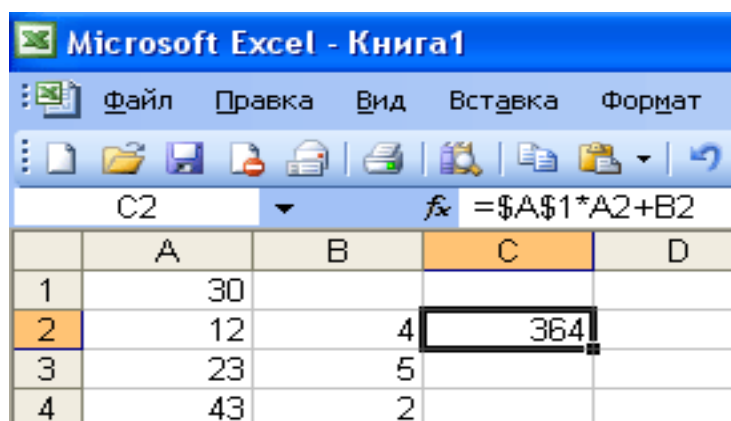 Microsoft Excel - Книга1
Файл Правка Вид Вставка Формат
C2 fx =$A$1*A2+B2
A B C D
1 30
2 12 4 364
3 23 5
4 43 2